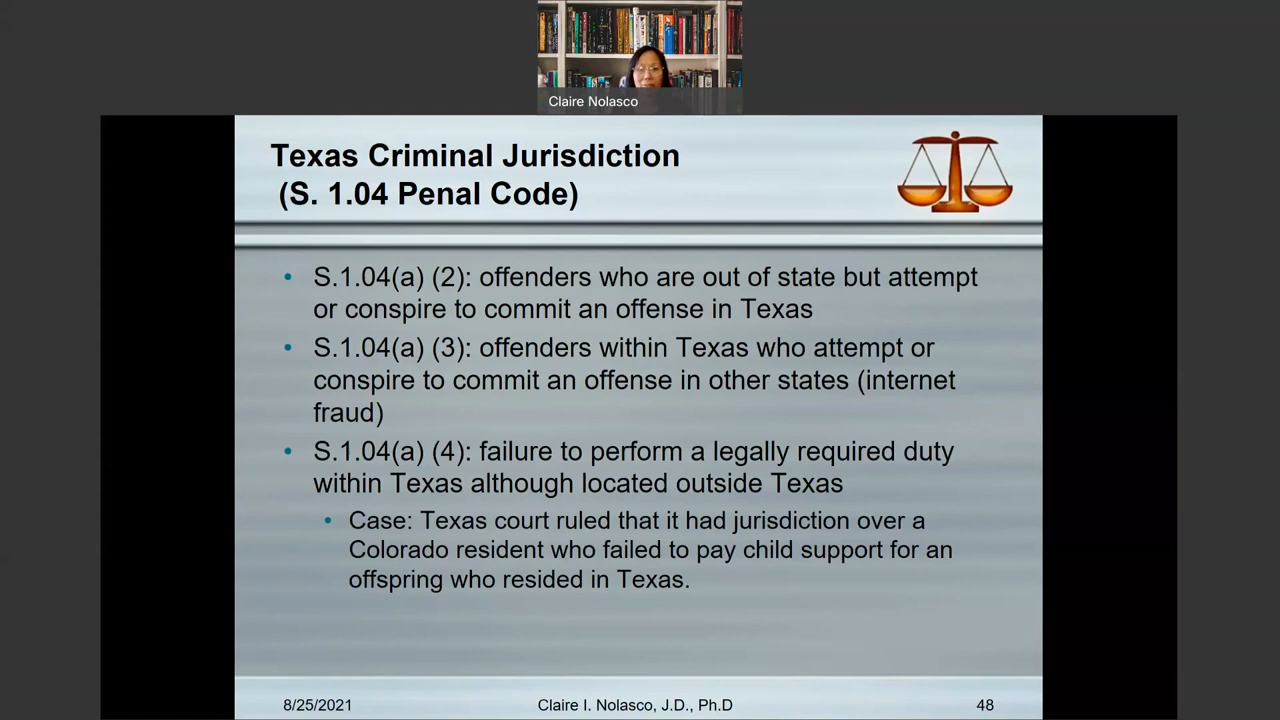 Claire Nolasco
Texas Criminal Jurisdiction
(S. 1.04 Penal Code)
• S.1.04(a) (2): offenders who are out of state but attempt
or conspire to commit an offense in Texas
• S.1.04(a) (3): offenders within Texas who attempt or
conspire to commit an offense in other states (internet
fraud)
• S.1.04(a) (4): failure to perform a legally required duty
within Texas although located outside Texas
• Case: Texas court ruled that it had jurisdiction over a
Colorado resident who failed to pay child support for an
offspring who resided in Texas.
8/25/2021 Claire I. Nolasco, J.D., Ph.D 48